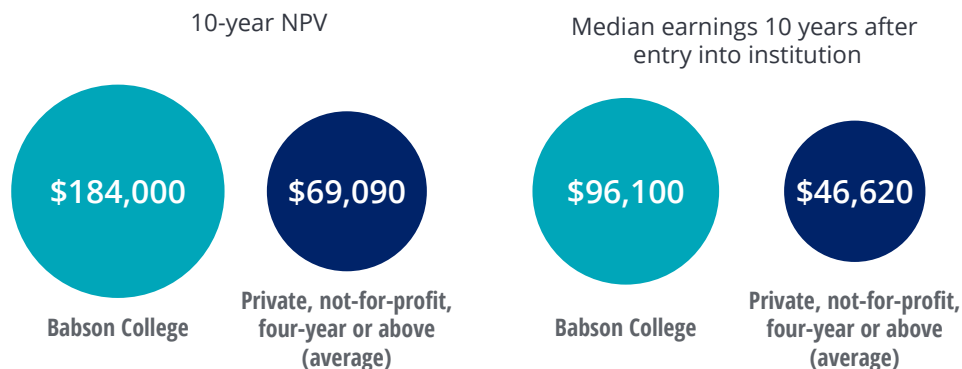 10-year NPV
$184,000
$69,090
Babson College
Private, not-for-profit,
four-year or above
(average)
Median earnings 10 years after
entry into institution
$96,100
$46,620
Babson College
Private, not-for-profit,
four-year or above
(average)